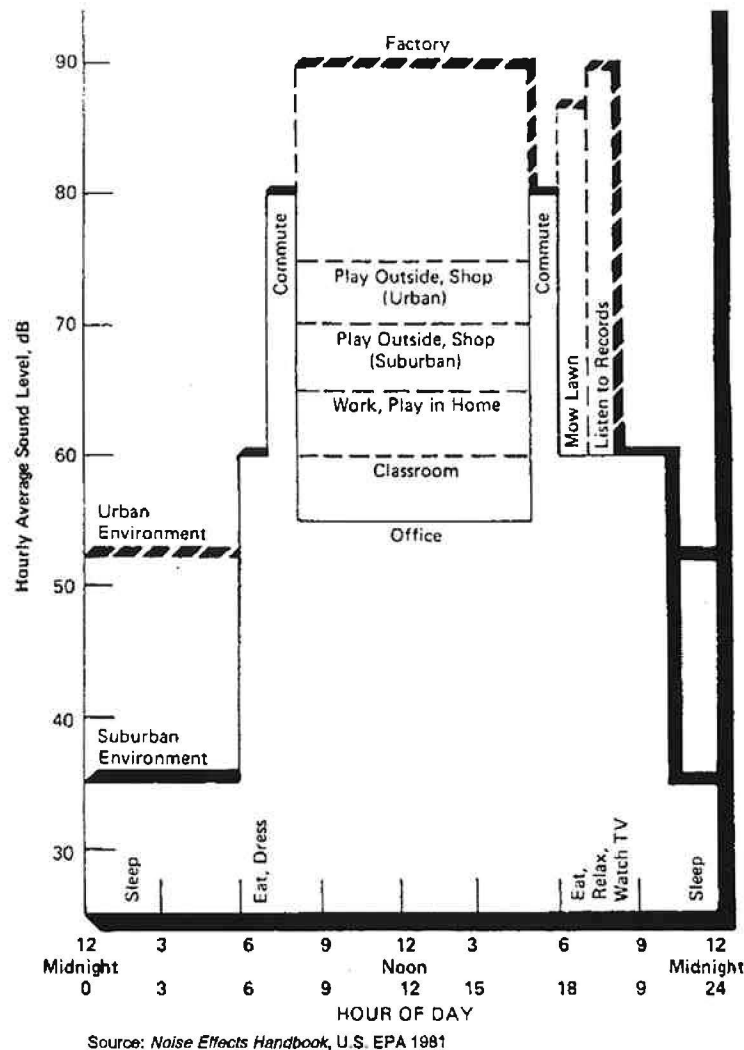 Factory
90
80
Commute
Play Outside, Shop
(Urban)
70
Play Outside, Shop
(Suburban)
Work, Play in Home
60
Classroom
Office
Commute
Mow Lawn
Listen to Records
Hourly Average Sound Level, dB
Urban
Environment
50
40
Suburban
Environment
30
Sleep
Eat, Dress
Eat,
Relax,
Watch TV
Sleep
12 3 6 9 12 3 6 9 12
Midnight Noon Midnight
0 3 6 9 12 15 18 9 24
HOUR OF DAY
Source: Noise Effects Handbook, U.S. EPA 1981